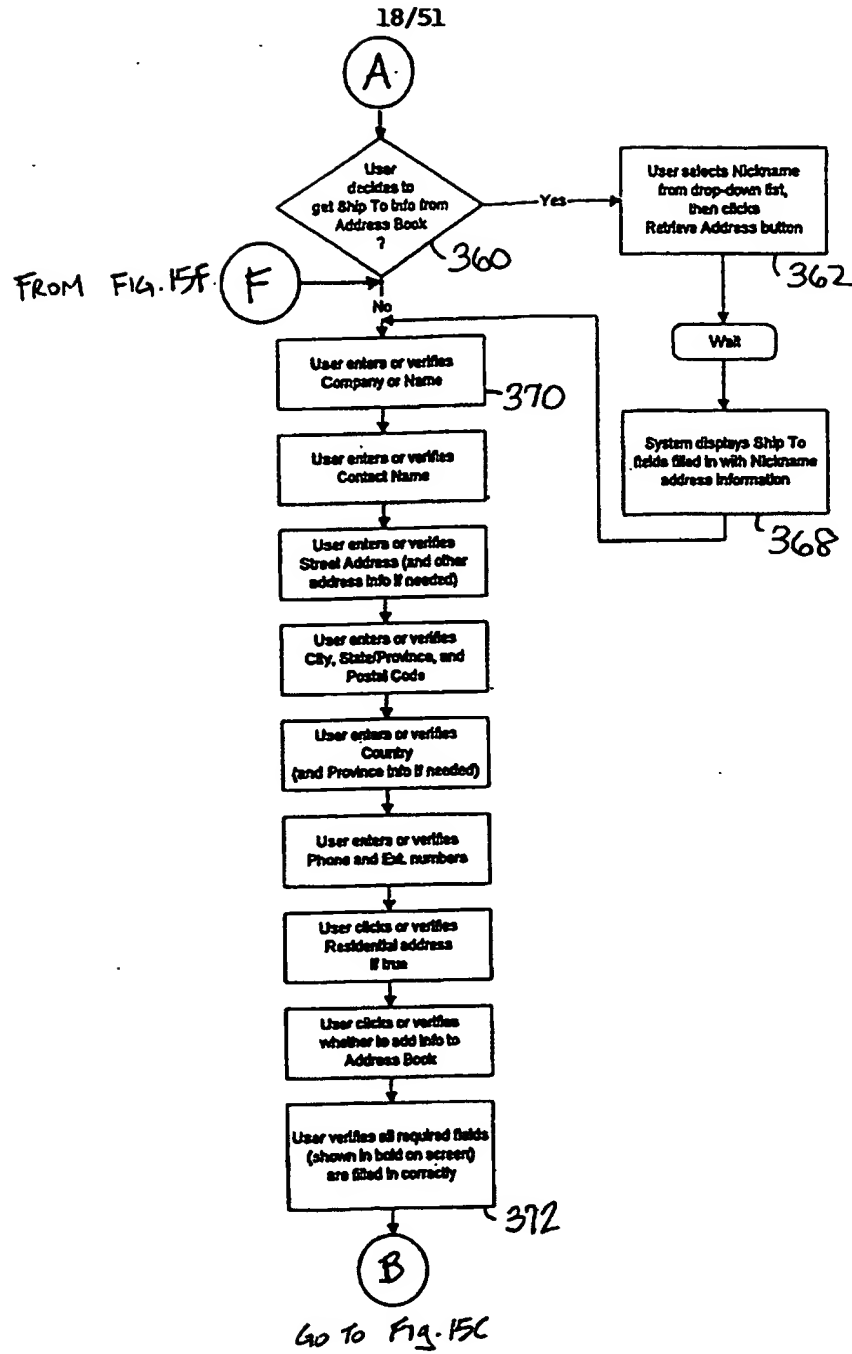 18/51
A
User
decides to
get Ship To Info from
Address Book
?
360
Yes
User selects Nickname
from drop-down list,
then clicks
Retrieve Address button
362
FROM FIG. 15f.
F
No
Wait
User enters or verifies
Company or Name
370
System displays Ship To
fields filled in with Nickname
address information
368
User enters or verifies
Contact Name
User enters or verifies
Street Address (and other
address info if needed)
User enters or verifies
City, State/Province, and
Postal Code
User enters or verifies
Country
(and Province info if needed)
User enters or verifies
Phone and Ext. numbers
User clicks or verifies
Residential address
if true
User clicks or verifies
whether to add info to
Address Book
User verifies all required fields
(shown in bold on screen)
are filled in correctly
372
B
Go To Fig. 15C